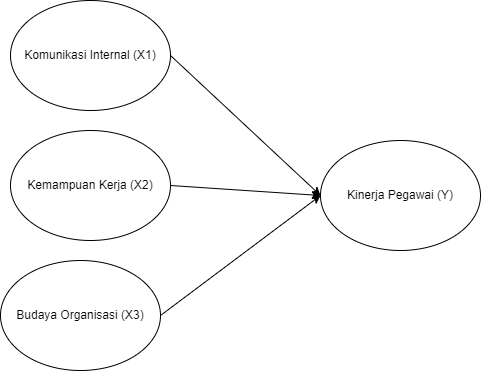 Komunikasi Internal (X1)
Kemampuan Kerja (X2)
Kinerja Pegawai (Y)
Budaya Organisasi (X3)